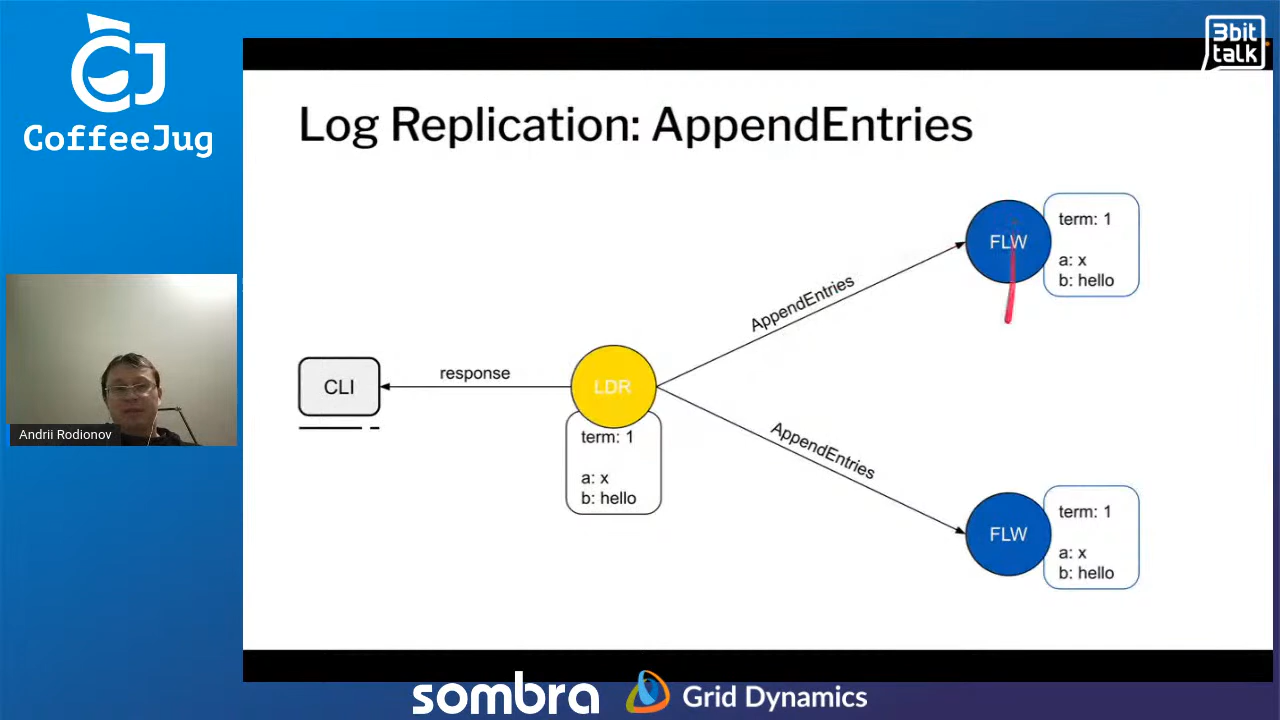 CoffeeJug
3bit
talk
Log Replication: AppendEntries
FLW
term: 1
a: x
b: hello
AppendEntries
CLI
response
LDR
term: 1
a: x
b: hello
AppendEntries
FLW
term: 1
a: x
b: hello
Andrii Rodionov
sombra
Grid Dynamics